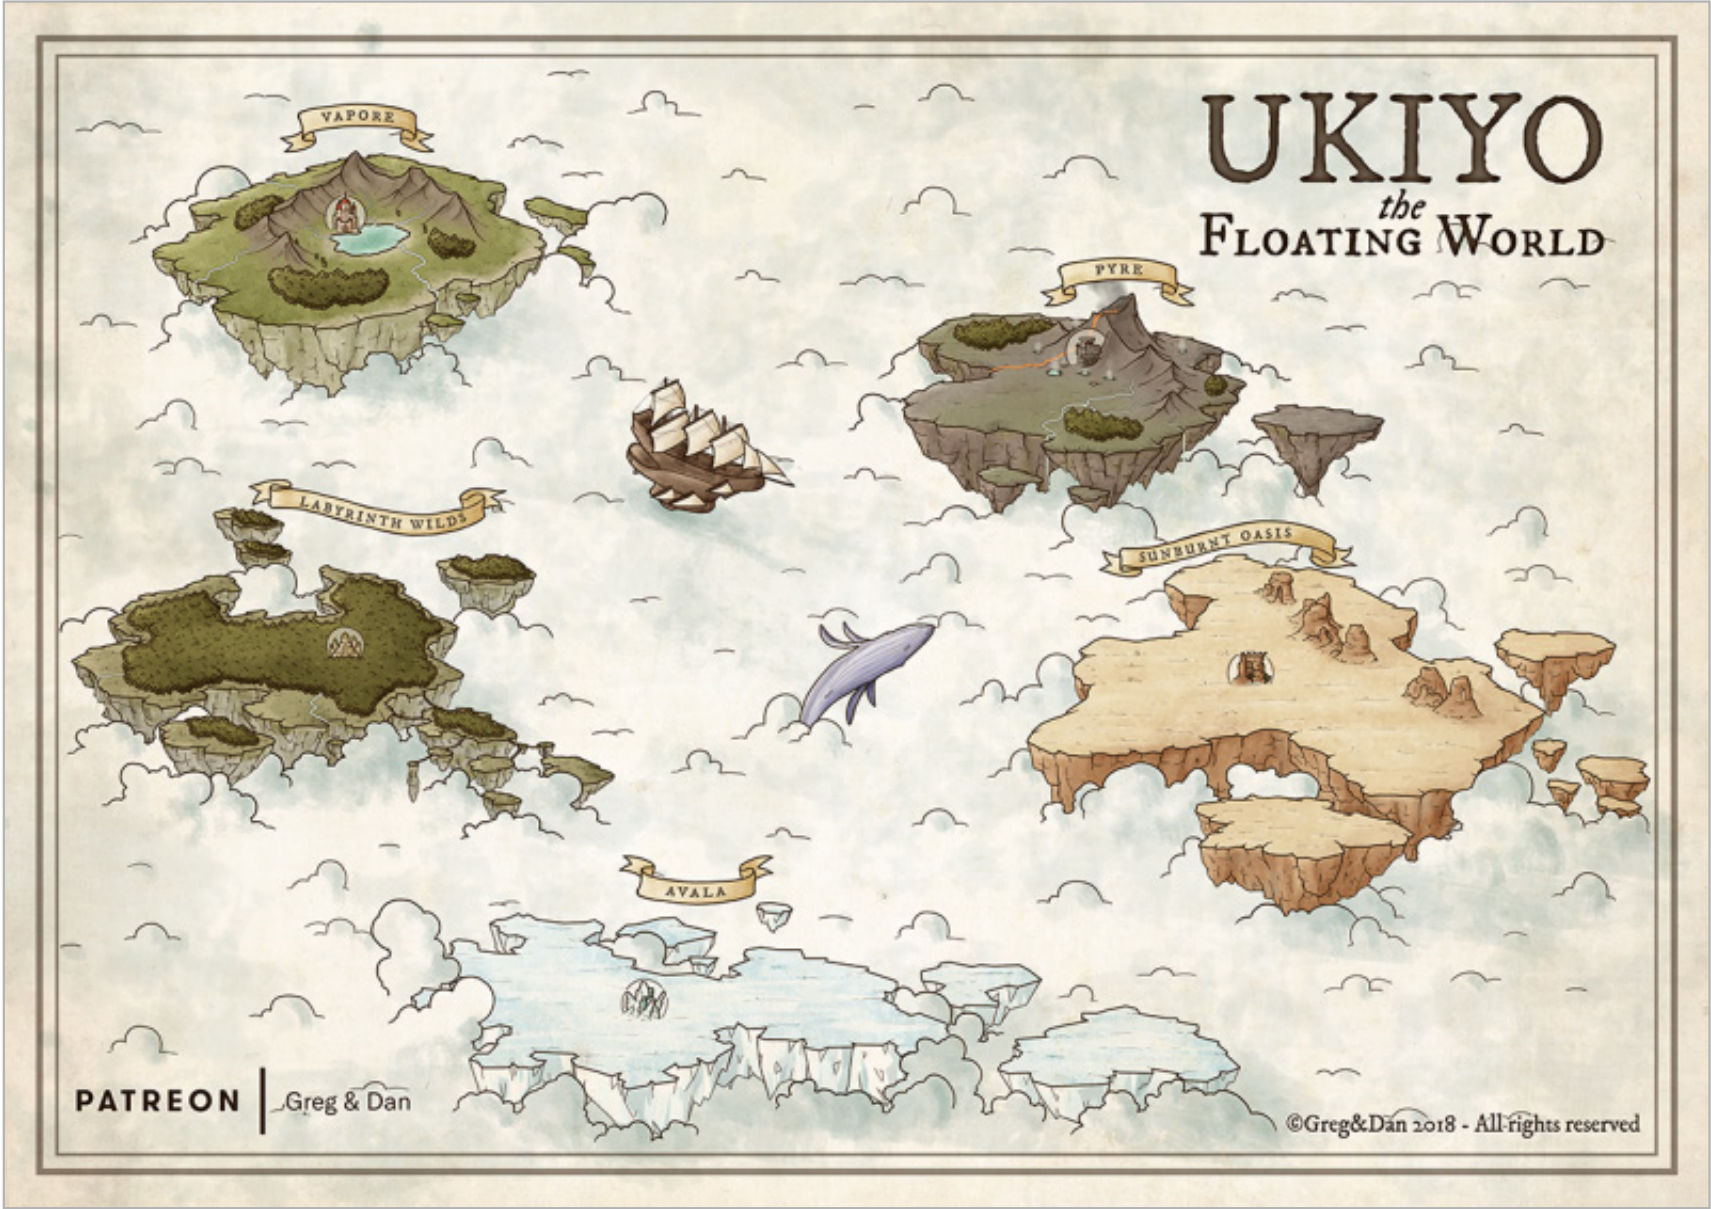 VAPORE
UKIYO
the
FLOATING WORLD
PYRE
LABYRINTH WILDS
SUNBURNT OASIS
AVALA
PATREON | Greg & Dan
©Greg&Dan 2018 - All rights reserved